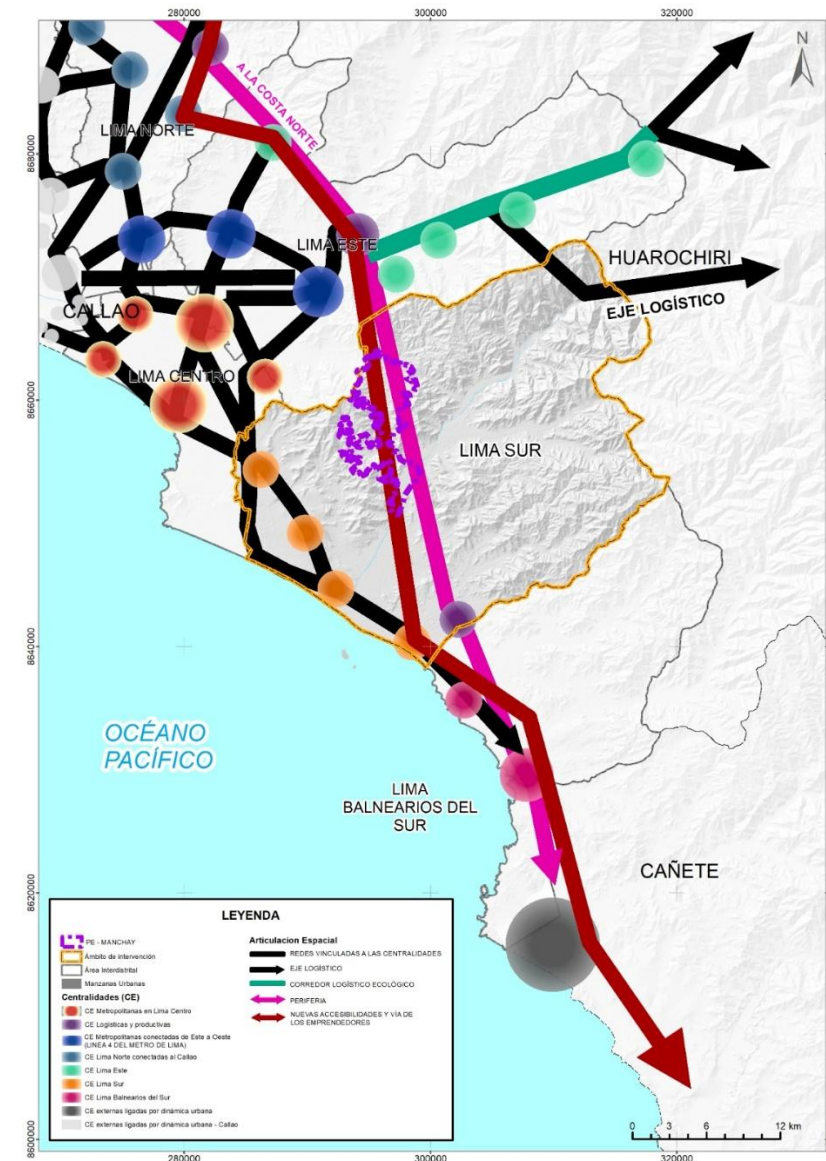 280000
300000
320000
N
A LA COSTA NORTE
LIMA NORTE
8680000
LIMA ESTE
HUAROCHIRI
EJE LOGÍSTICO
CALLAO
LIMA CENTRO
8660000
LIMA SUR
8640000
OCÉANO
PACÍFICO
LIMA
BALNEARIOS DEL
SUR
CAÑETE
8620000
LEYENDA
PE - MANCHAY
Ámbito de intervención
Área Interdistrital
Manzanas Urbanas
Centralidades (CE)
CE Metropolitanas en Lima Centro
CE Logísticas y productivas
CE Metropolitanas conectadas de Este a Oeste
(LINEA 4 DEL METRO DE LIMA)
CE Lima Norte conectadas al Callao
CE Lima Este
CE Lima Sur
CE Lima Balnearios del Sur
CE externas ligadas por dinámica urbana
CE externas ligadas por dinámica urbana - Callao
Articulacion Espacial
REDES VINCULADAS A LAS CENTRALIDADES
EJE LOGÍSTICO
CORREDOR LOGÍSTICO ECOLÓGICO
PERIFERIA
NUEVAS ACCESIBILIDADES Y VÍA DE
LOS EMPRENDEDORES
0 3 6 12 km
8600000
280000
300000
320000